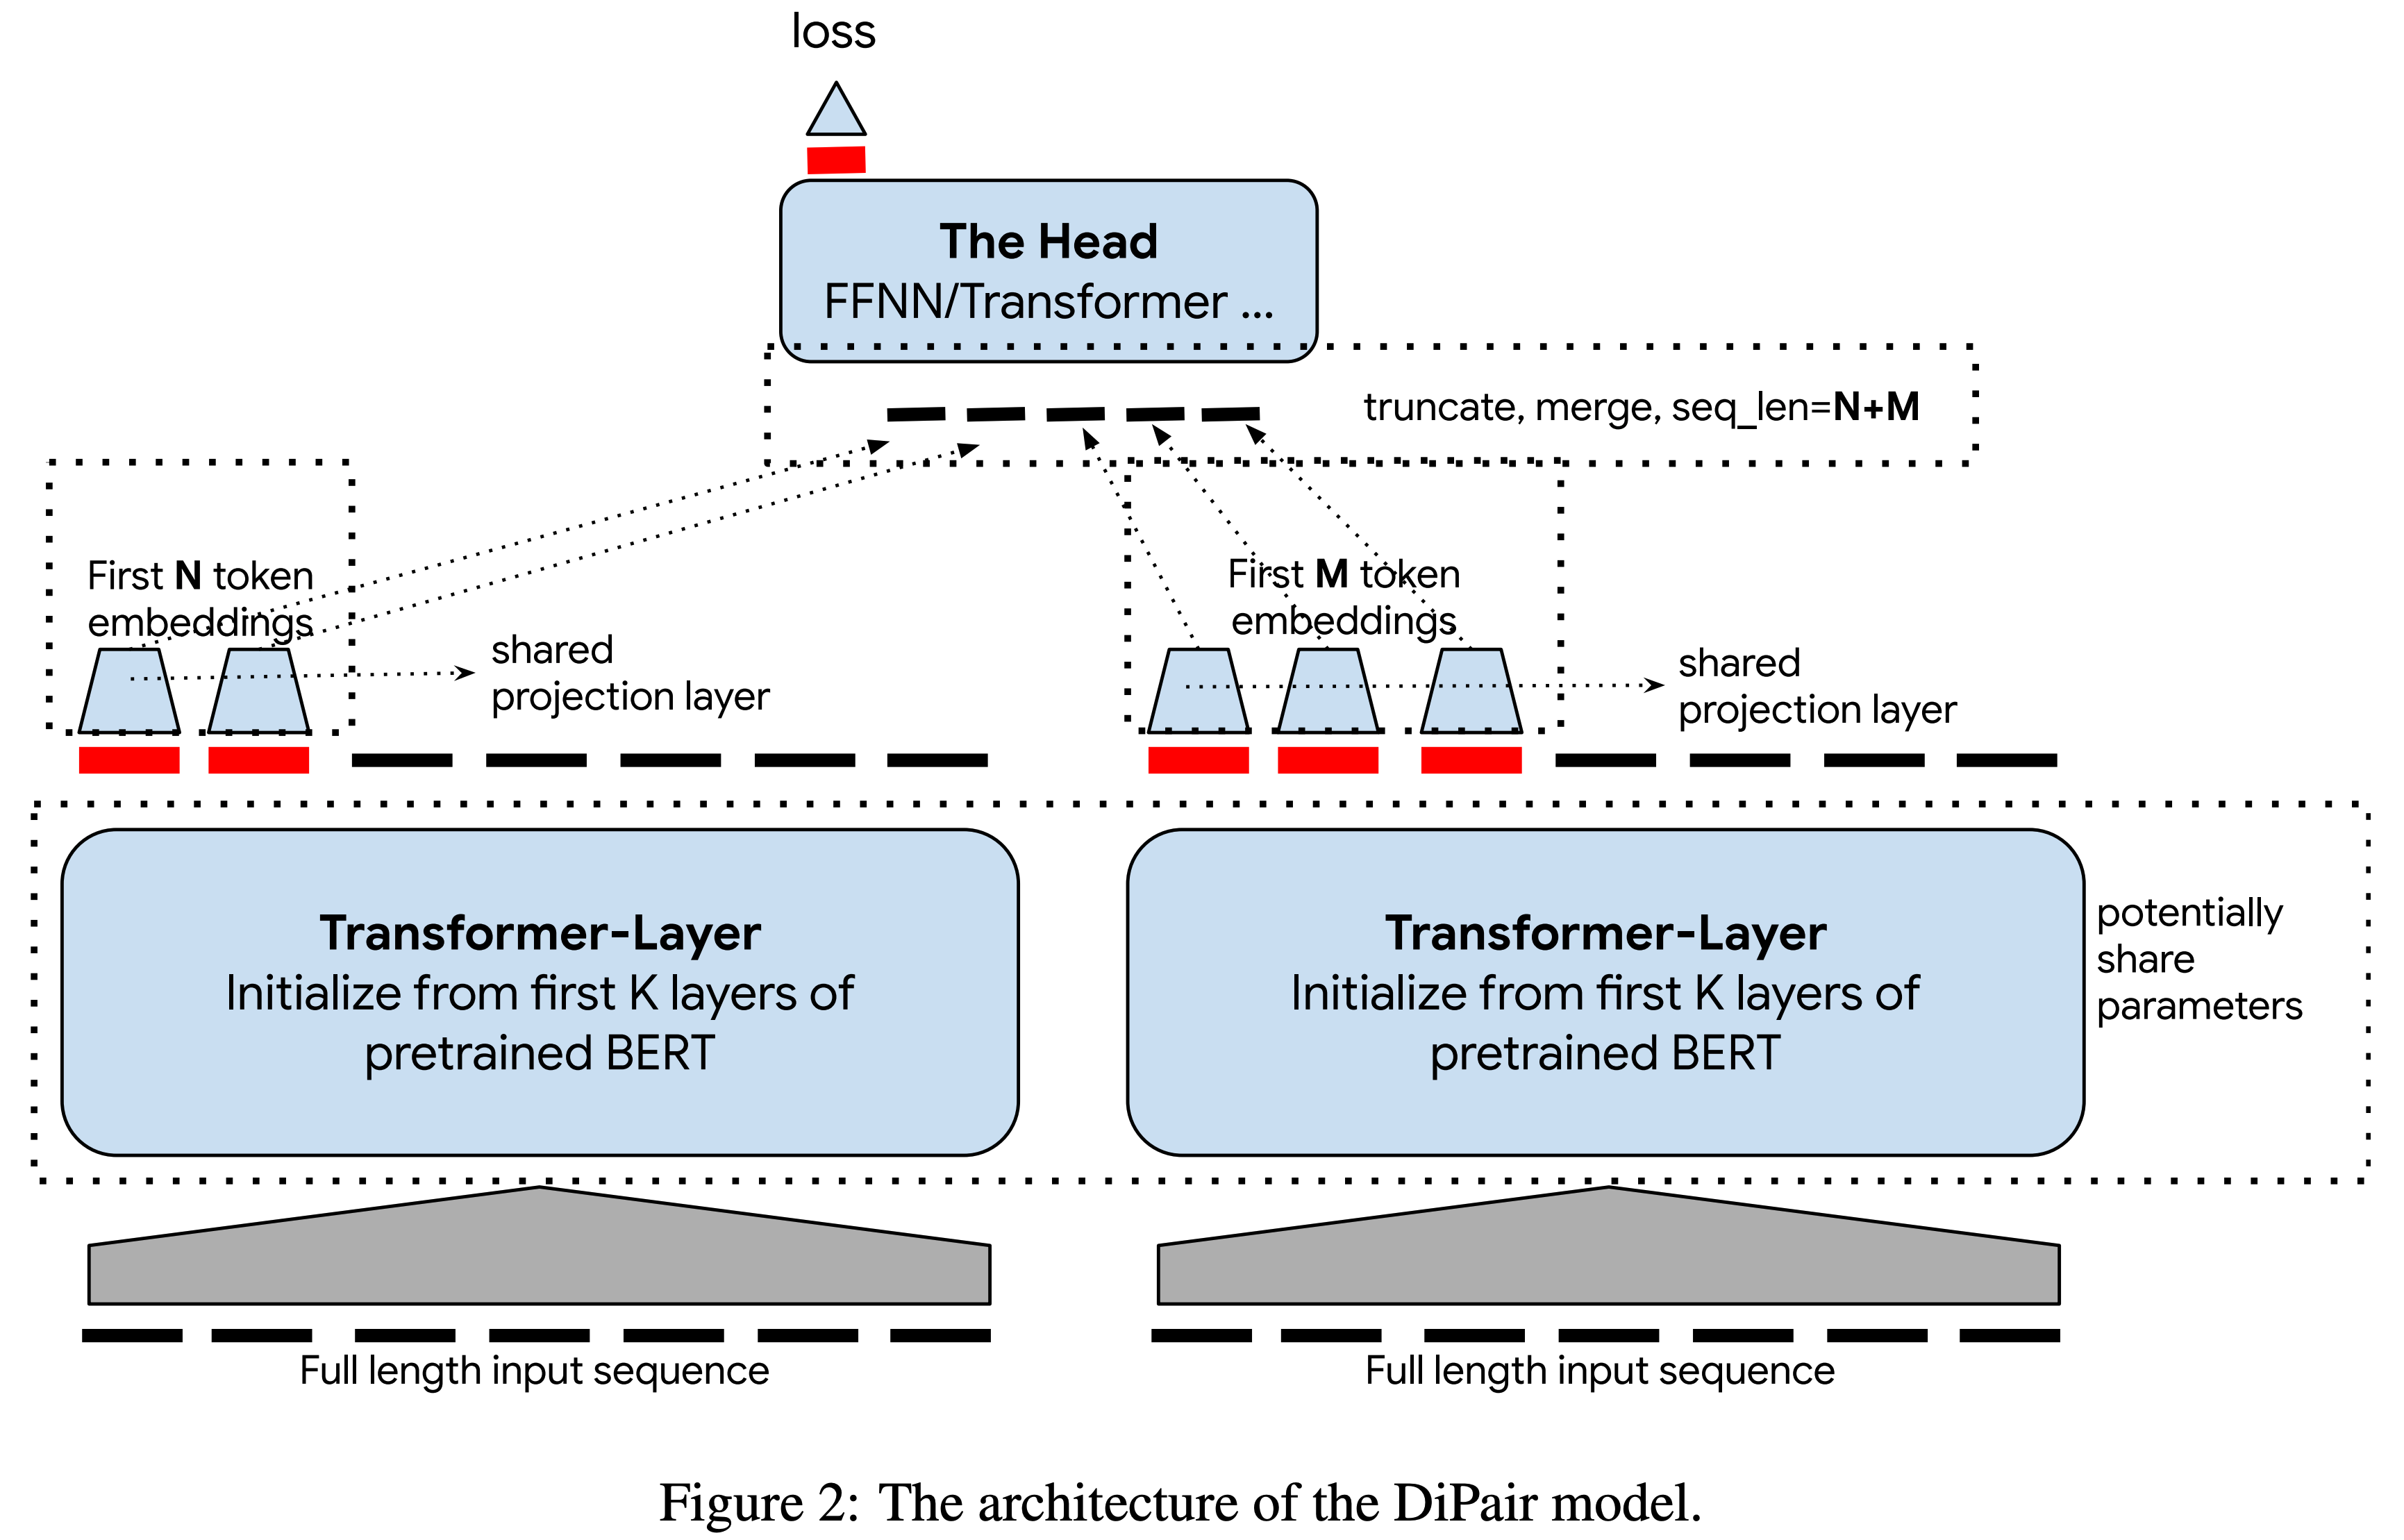 loss
The Head
FFNN/Transformer ...
truncate, merge, seq_len=N+M
First N token
embeddings
shared
projection layer
First M token
embeddings
shared
projection layer
Transformer-Layer
Initialize from first K layers of
pretrained BERT
Transformer-Layer
Initialize from first K layers of
pretrained BERT
potentially
share
parameters
Full length input sequence
Full length input sequence
Figure 2: The architecture of the DiPair model.